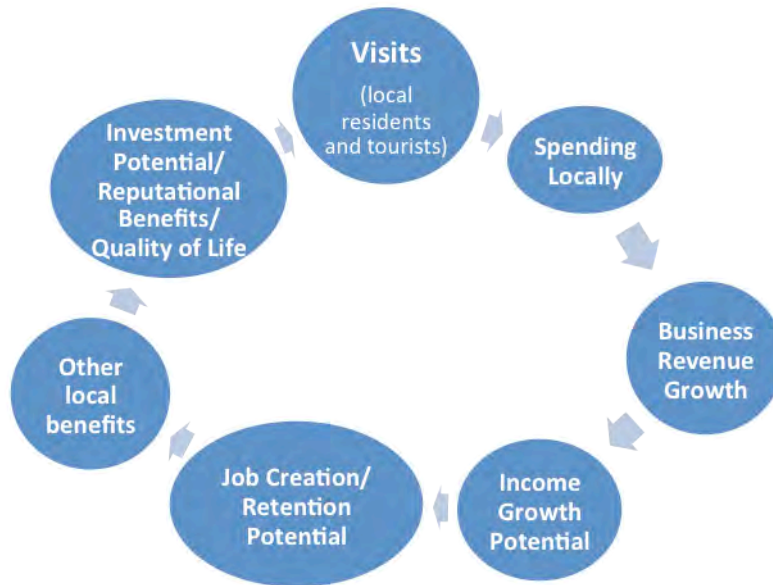 Visits
(local
residents
and tourists)
Spending
Locally
Business
Revenue
Growth
Income
Growth
Potential
Job Creation/
Retention
Potential
Other
local
benefits
Investment
Potential/
Reputational
Benefits/
Quality of Life